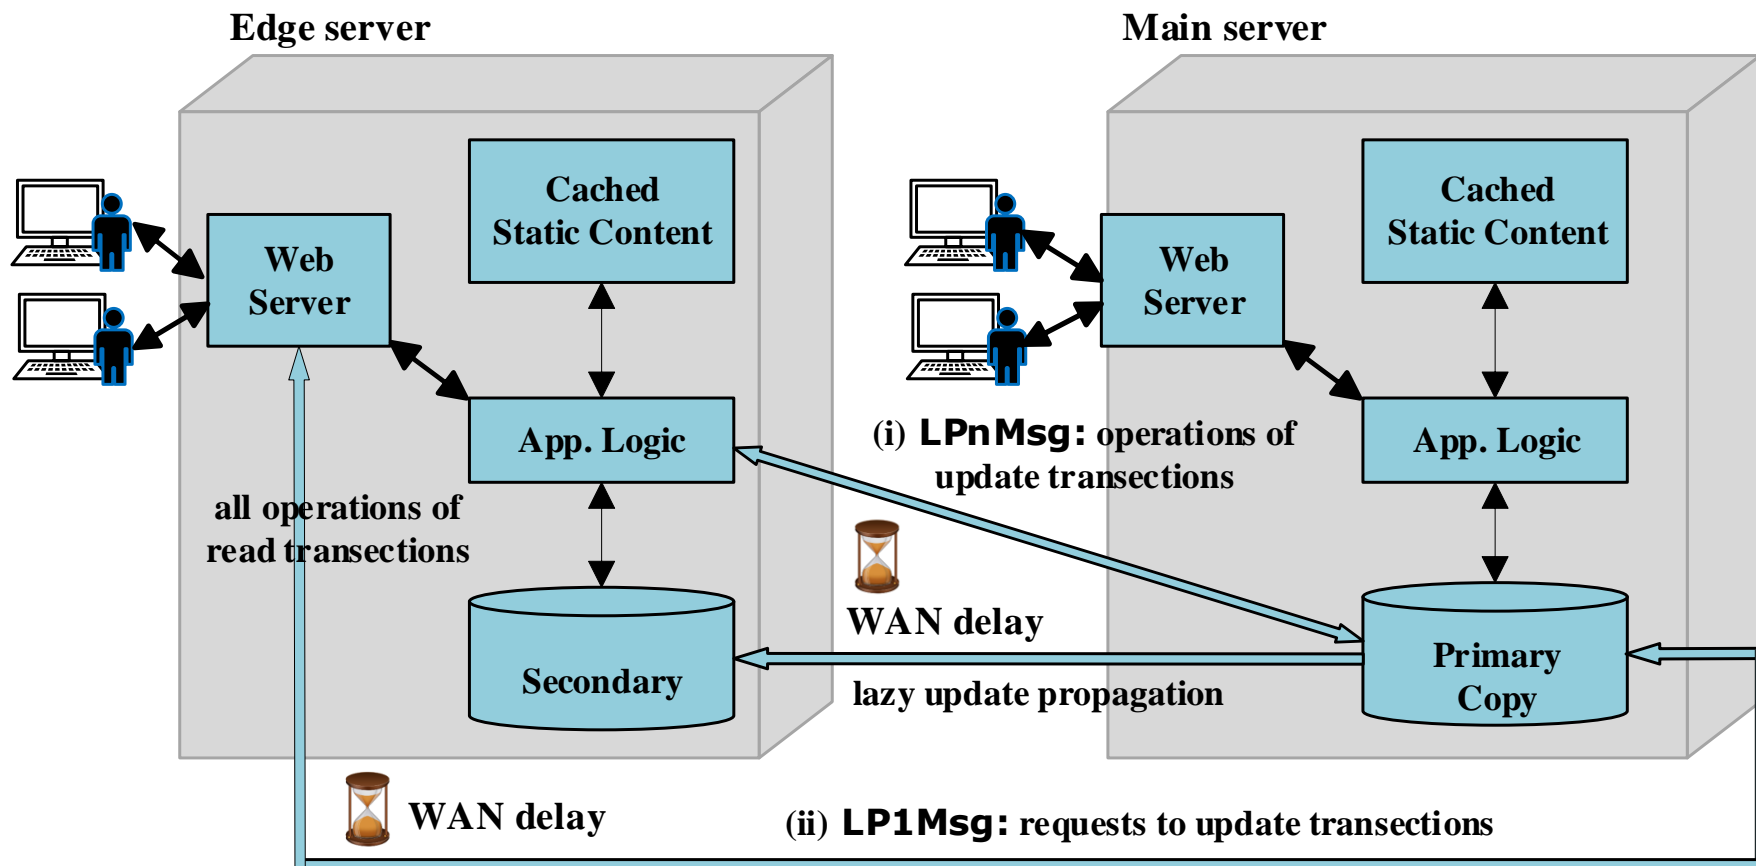 Edge server
Main server
Cached
Static Content
Web
Server
App. Logic
all operations of
read transections
Secondary
Cached
Static Content
Web
Server
(i) LPnMsg: operations of
update transections
App. Logic
WAN delay
lazy update propagation
Primary
Copy
WAN delay
(ii) LP1Msg: requests to update transections